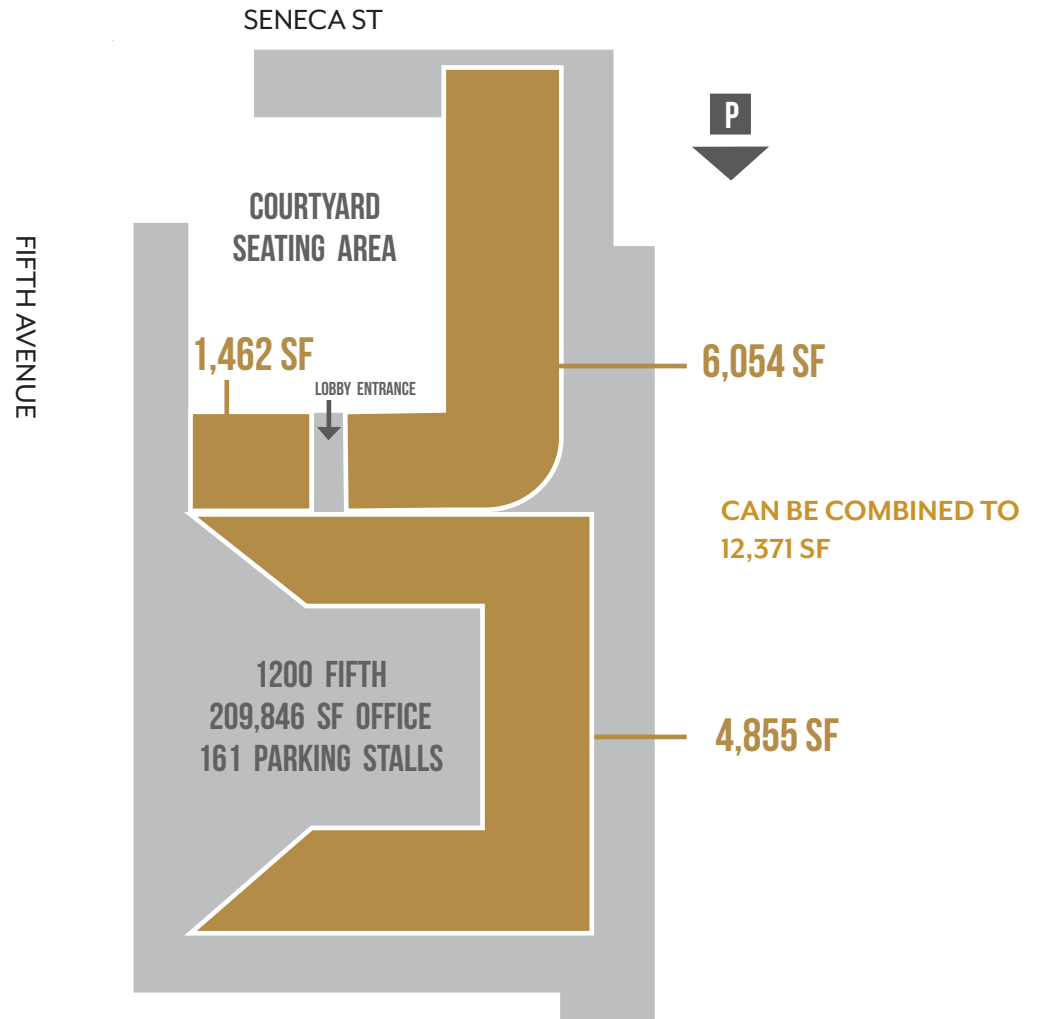 SENECA ST
P
COURTYARD
SEATING AREA
FIFTH AVENUE
1,462 SF
LOBBY ENTRANCE
6,054 SF
CAN BE COMBINED TO
12,371 SF
1200 FIFTH
209,846 SF OFFICE
161 PARKING STALLS
4,855 SF